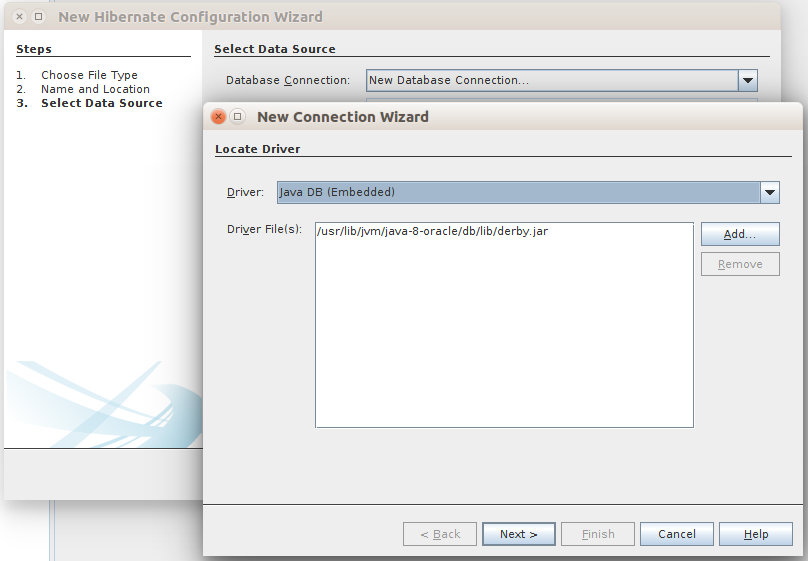 New Hibernate Configuration Wizard
Steps
1. Choose File Type
2. Name and Location
3. Select Data Source
Select Data Source
Database Connection: New Database Connection...
New Connection Wizard
Locate Driver
Driver: Java DB (Embedded)
Driver File(s): /usr/lib/jvm/java-8-oracle/db/lib/derby.jar
Add...
Remove
< Back Next > Finish Cancel Help